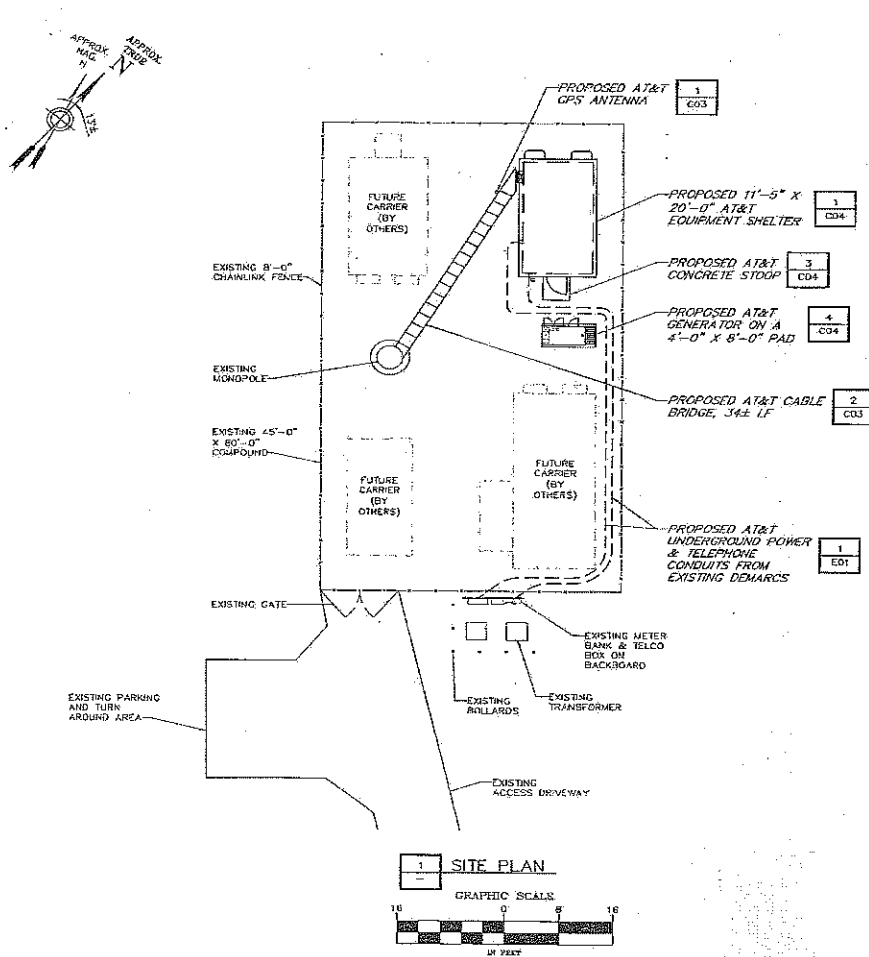 APPROX.
MAG.
N
APPROX.
TRUE
N
13°±
PROPOSED AT&T
GPS ANTENNA
1
C03
FUTURE
CARRIER
(BY
OTHERS)
PROPOSED 11'-5" X
20'-0" AT&T
EQUIPMENT SHELTER
1
C04
EXISTING 8'-0"
CHAINLINK FENCE
PROPOSED AT&T
CONCRETE STOOP
3
C04
PROPOSED AT&T
GENERATOR ON A
4'-0" X 8'-0" PAD
4
C04
EXISTING
MONOPOLE
PROPOSED AT&T CABLE
BRIDGE, 34± LF
2
C03
EXISTING 45'-0"
X 80'-0"
COMPOUND
FUTURE
CARRIER
(BY
OTHERS)
FUTURE
CARRIER
(BY
OTHERS)
PROPOSED AT&T
UNDERGROUND POWER
& TELEPHONE
CONDUITS FROM
EXISTING DEMARCS
1
E01
EXISTING GATE
EXISTING METER
BANK & TELCO
BOX ON
BACKBOARD
EXISTING PARKING
AND TURN
AROUND AREA
EXISTING
BOLLARDS
EXISTING
TRANSFORMER
EXISTING
ACCESS DRIVEWAY
1
SITE PLAN
GRAPHIC SCALE
16 0' 8' 16
IN FEET